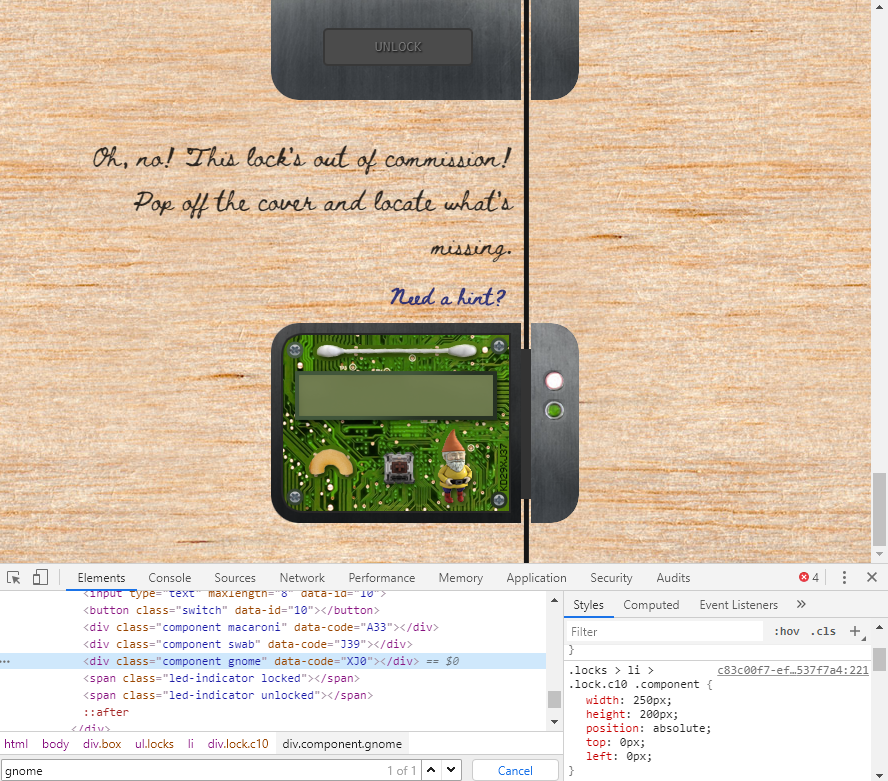 UNLOCK
Oh, no! This lock's out of commission!
Pop off the cover and locate what's
missing.
Need a hint?
Elements Console Sources Network Performance Memory Application Security Audits 4
<input type="text" maxlength="8" data-id="10">
<button class="switch" data-id="10"></button>
<div class="component macaroni" data-code="A33"></div>
<div class="component swab" data-code="J39"></div>
<div class="component gnome" data-code="XJ0"></div> == $0
<span class="led-indicator locked"></span>
<span class="led-indicator unlocked"></span>
::after
</div>
html body div.box ul.locks li div.lock.c10 div.component.gnome
gnome 1 of 1 Cancel
Styles Computed Event Listeners »
Filter :hov .cls +
}
.locks > li > c83c00f7-ef…537f7a4:221
.lock.c10 .component {
width: 250px;
height: 200px;
position: absolute;
top: 0px;
left: 0px;
}